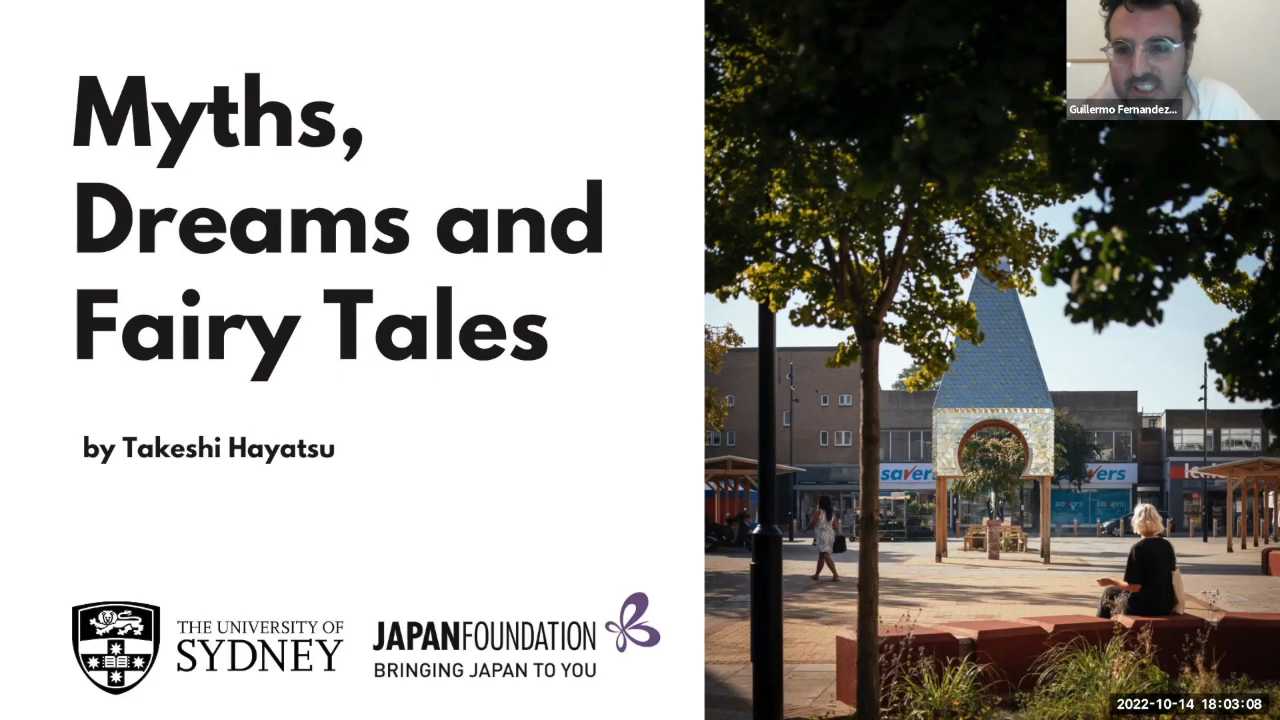 Myths,
Dreams and
Fairy Tales
by Takeshi Hayatsu
THE UNIVERSITY OF
SYDNEY
JAPANFOUNDATION
BRINGING JAPAN TO YOU
Guillermo Fernandez...
savers
savers
2022-10-14 18:03:08